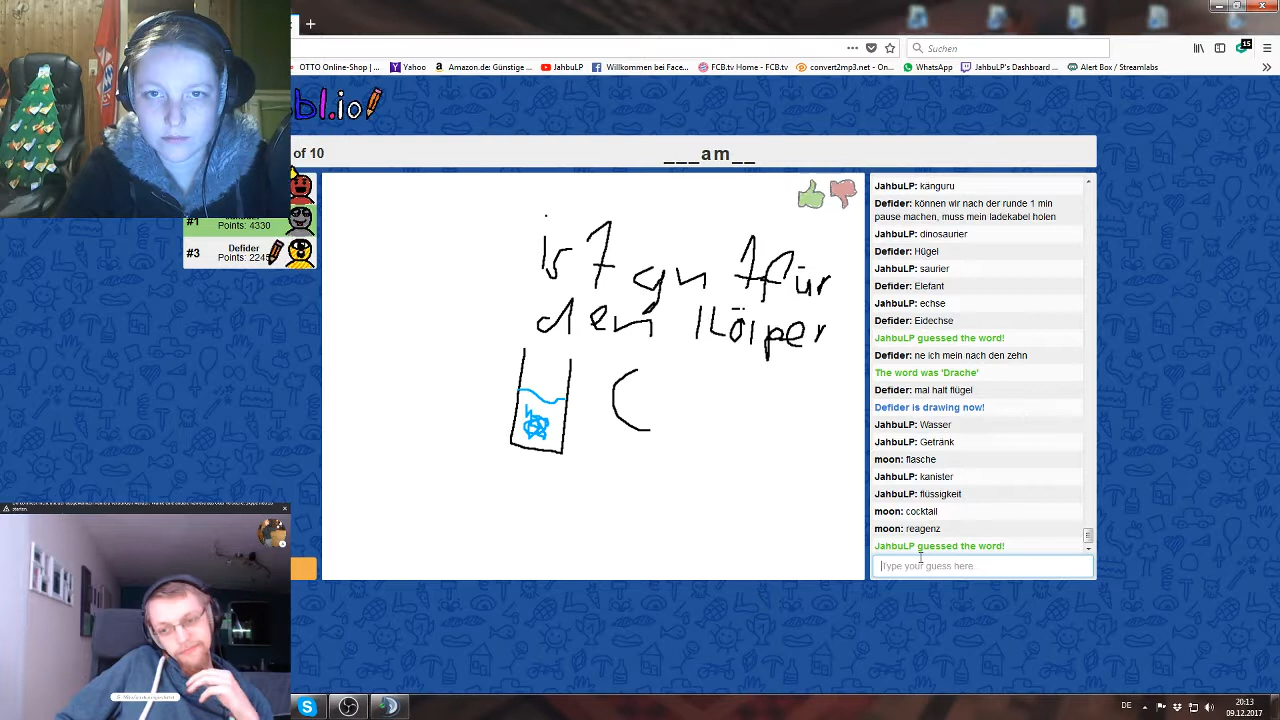 Suchen
15
OTTO Online-Shop | ...
Yahoo
Amazon.de: Günstige ...
JahbuLP
Willkommen bei Face...
FCB.tv Home - FCB.tv
convert2mp3.net - On...
WhatsApp
JahbuLP's Dashboard ...
Alert Box / Streamlabs
bbl.io
of 10
___am__
#1
Points: 4330
#3
Defider
Points: 2245
ist gut für
den Körper
JahbuLP: kanguru
Defider: können wir nach der runde 1 min
pause machen, muss mein ladekabel holen
JahbuLP: dinosaurier
Defider: Hügel
JahbuLP: saurier
Defider: Elefant
JahbuLP: echse
Defider: Eidechse
JahbuLP guessed the word!
Defider: ne ich mein nach den zehn
The word was 'Drache'
Defider: mal halt flügel
Defider is drawing now!
JahbuLP: Wasser
JahbuLP: Getränk
moon: flasche
JahbuLP: kanister
JahbuLP: flüssigkeit
moon: cocktail
moon: reagenz
JahbuLP guessed the word!
Type your guess here...
DE
20:13
09.12.2017